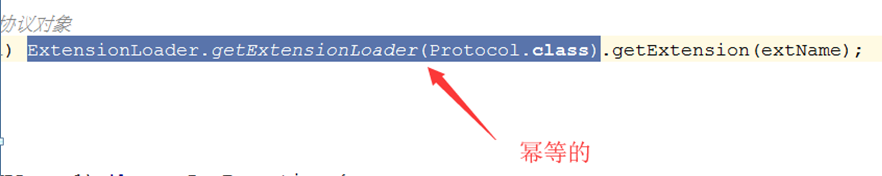 协议对象
) ExtensionLoader.getExtensionLoader(Protocol.class).getExtension(extName);
幂等的